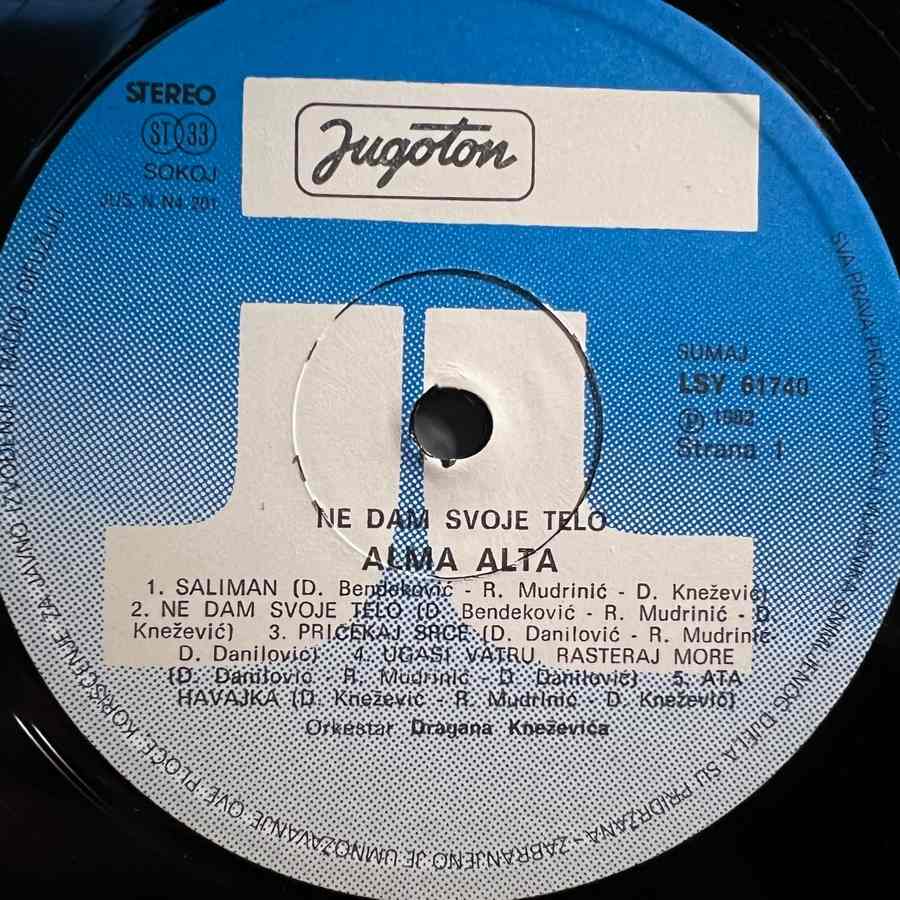 STEREO
ST 33
SOKOJ
JUS. N. N4. 201
Jugoton
SUMAJ
LSY 61740
Ⓟ 1982
Strana 1
NE DAM SVOJE TELO
ALMA ALTA
1. SALIMAN (D. Bendeković - R. Mudrinić - D. Knežević)
2. NE DAM SVOJE TELO (D. Bendeković - R. Mudrinić - D.
Knežević) 3. PRICEKAJ SRCE (D. Danilović - R. Mudrinić-
D. Danilović) 4. UGASI VATRU, RASTERAJ MORE
(D. Danilović - R. Mudrinić - D. Danilović) 5. ATA
HAVAJKA (D. Knežević - R. Mudrinić - D. Knežević)
Orkestar Dragana Kneževića
SVA PRAVA PROIZVOĐAČA I VLASNIKA SNIMLJENOG DJELA SU PRIDRŽANA - ZABRANJENO JE UMNOŽAVANJE OVE PLOČE, KORIŠĆENJE ZA JAVNO IZVOĐENJE I RADIO DIFUZIJU